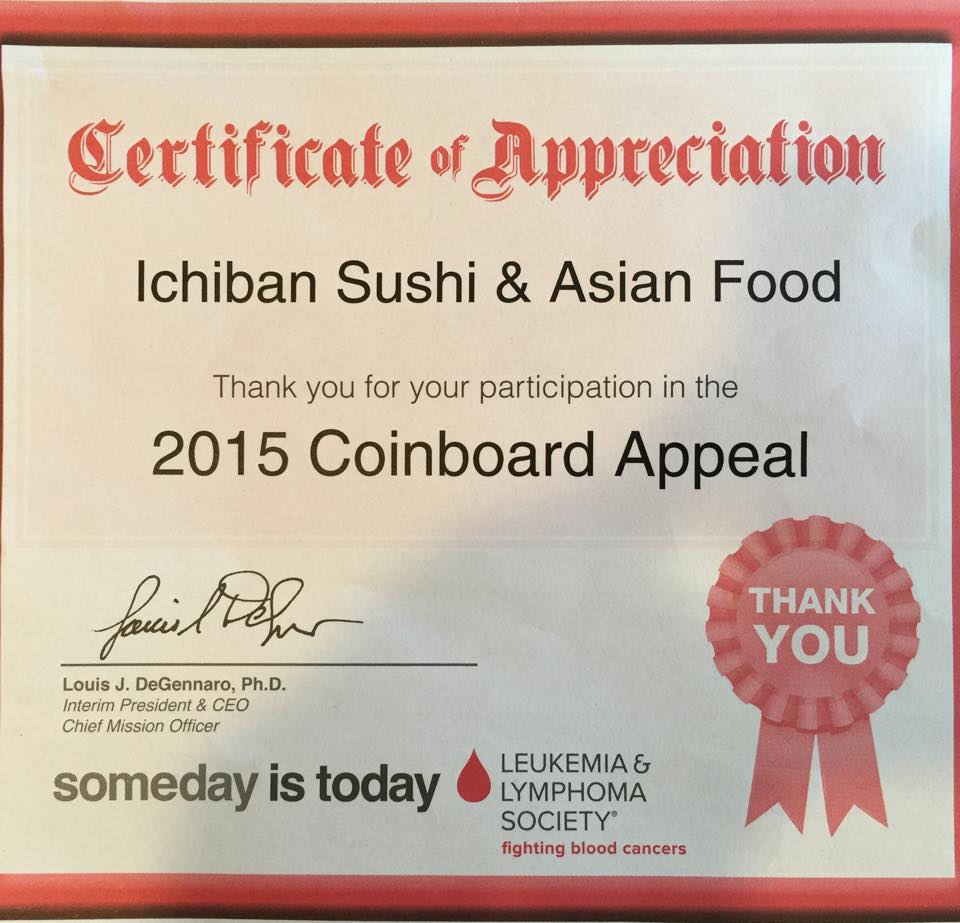 Certificate of Appreciation
Ichiban Sushi & Asian Food
Thank you for your participation in the
2015 Coinboard Appeal
THANK
YOU
Louis J. DeGennaro, Ph.D.
Interim President & CEO
Chief Mission Officer
someday is today
LEUKEMIA &
LYMPHOMA
SOCIETY®
fighting blood cancers